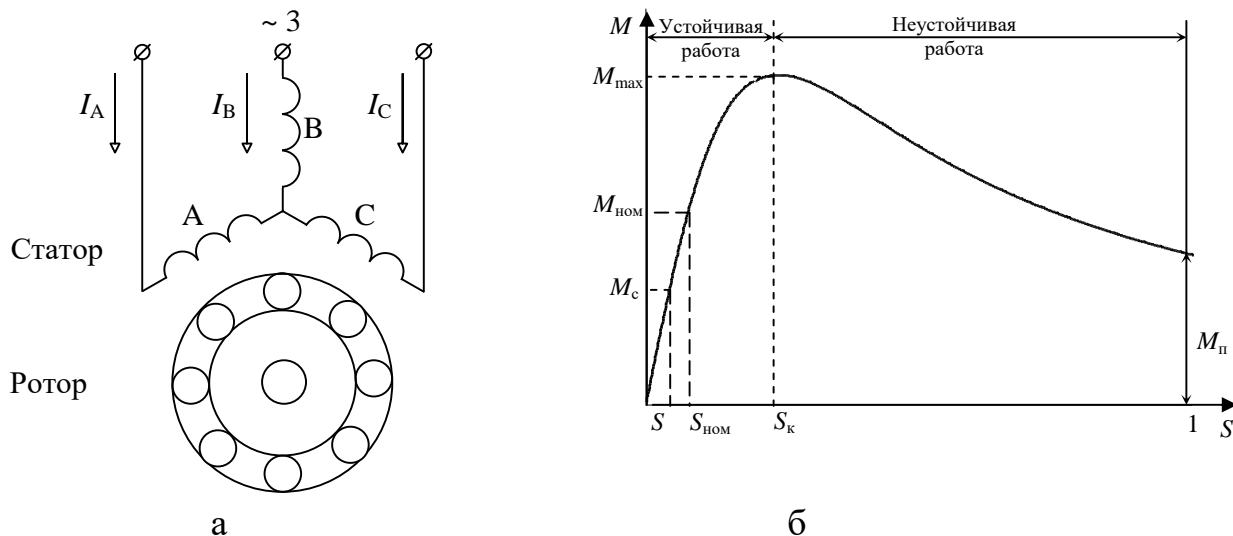 ~ 3
I_A
I_B
I_C
B
A
C
Статор
Ротор
а
M
Устойчивая
работа
Неустойчивая
работа
M_max
M_ном
M_с
M_п
S
S_ном
S_к
1
S
б